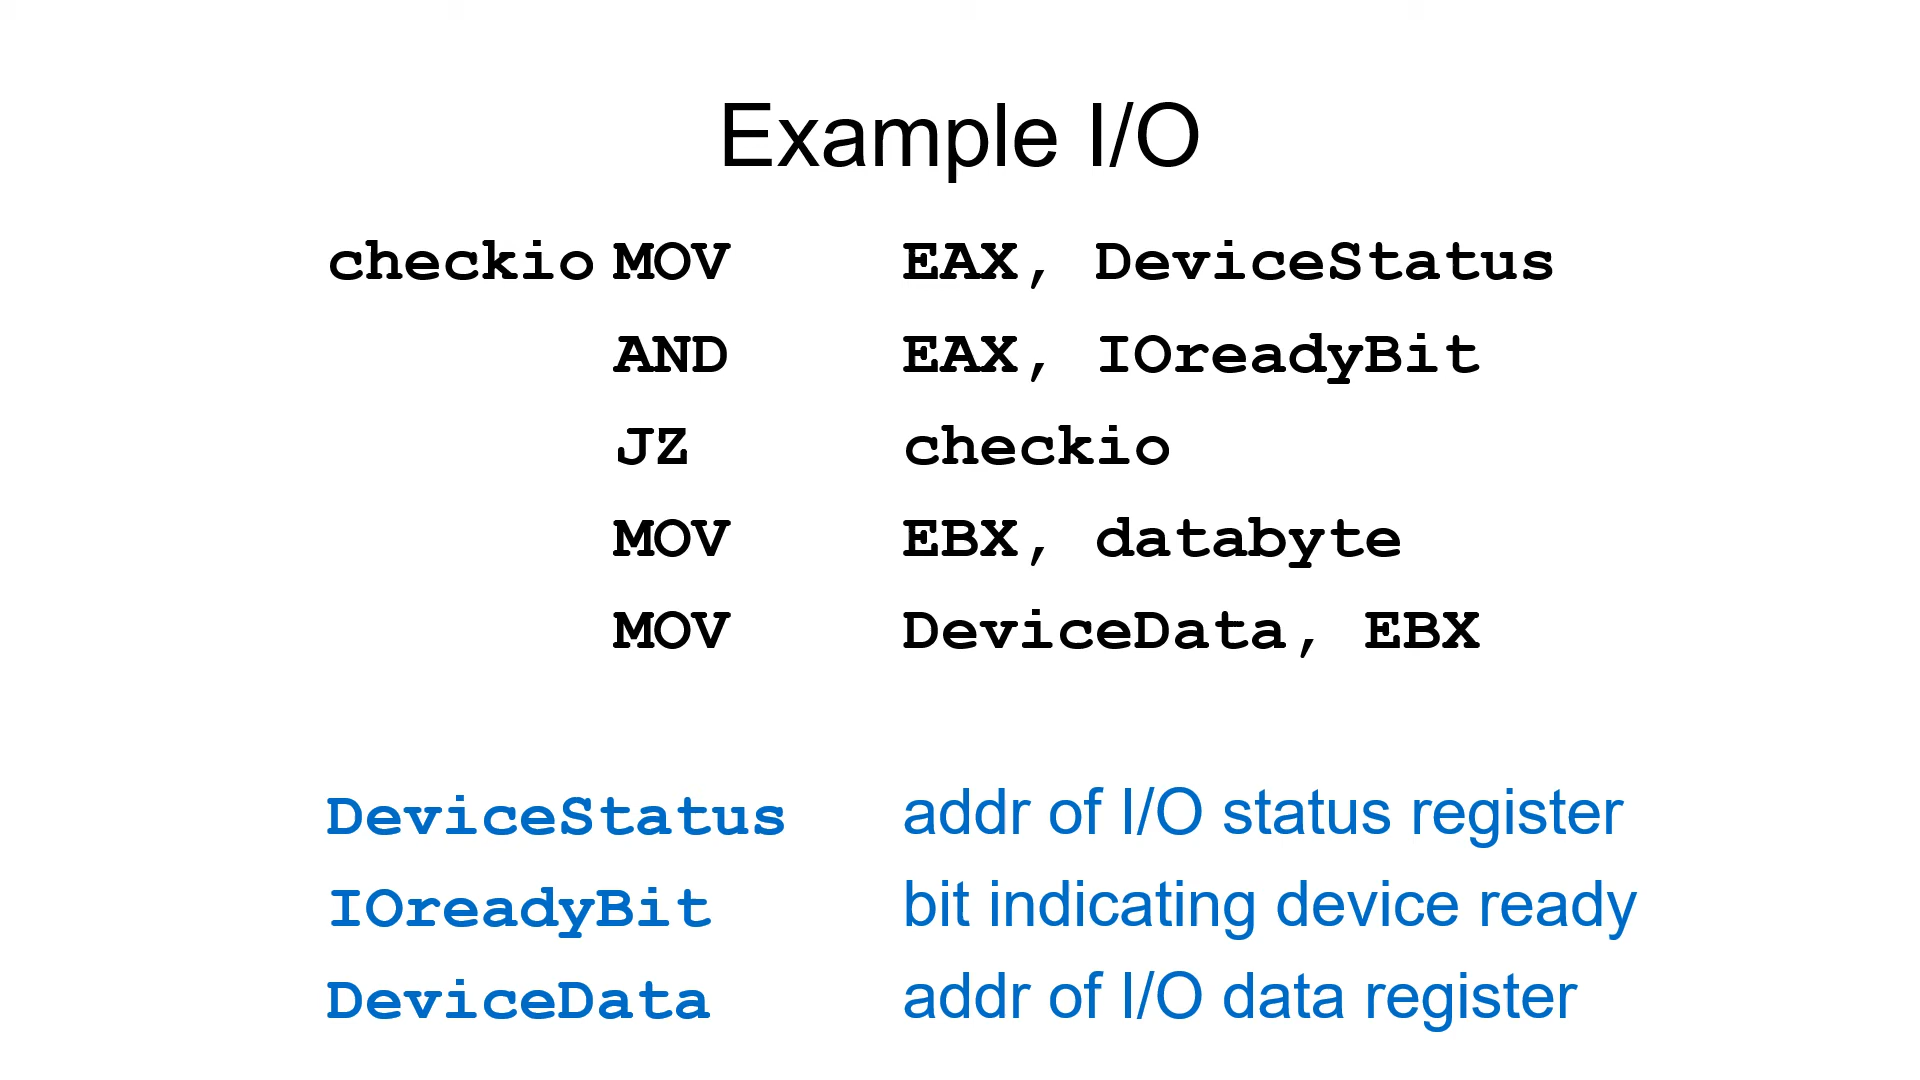 Example I/O
checkio MOV EAX, DeviceStatus
AND EAX, IOreadyBit
JZ checkio
MOV EBX, databyte
MOV DeviceData, EBX
DeviceStatus addr of I/O status register
IOreadyBit bit indicating device ready
DeviceData addr of I/O data register